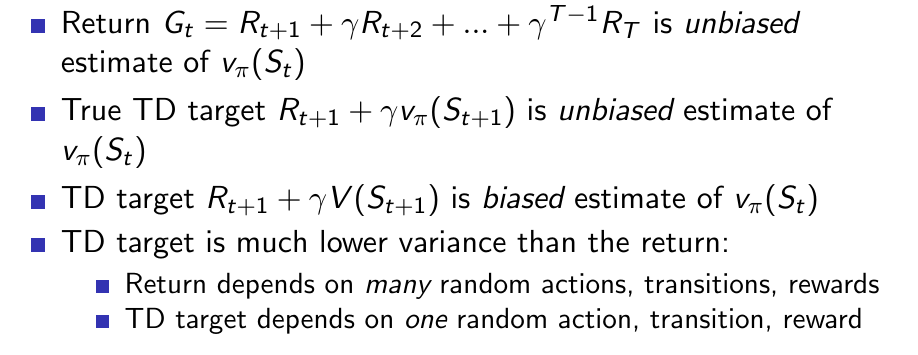 Return G_t = R_{t+1} + γR_{t+2} + ... + γ^{T−1}R_T is unbiased
estimate of v_π(S_t)
True TD target R_{t+1} + γv_π(S_{t+1}) is unbiased estimate of
v_π(S_t)
TD target R_{t+1} + γV(S_{t+1}) is biased estimate of v_π(S_t)
TD target is much lower variance than the return:
Return depends on many random actions, transitions, rewards
TD target depends on one random action, transition, reward